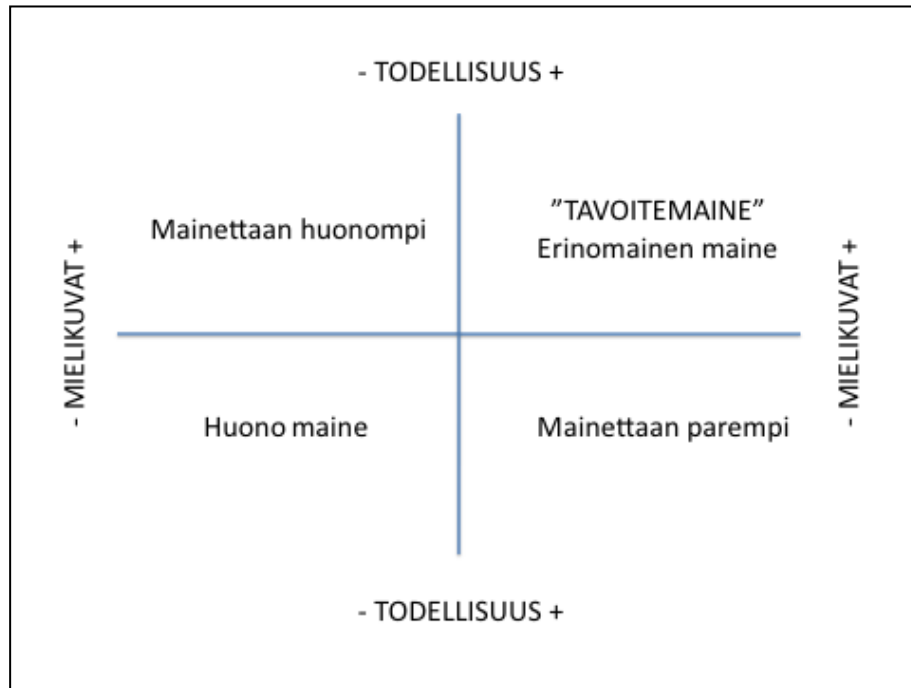 - TODELLISUUS +
”TAVOITEMAINE”
Mainettaan huonompi
Erinomainen maine
- MIELIKUVAT +
- MIELIKUVAT +
Huono maine
Mainettaan parempi
- TODELLISUUS +